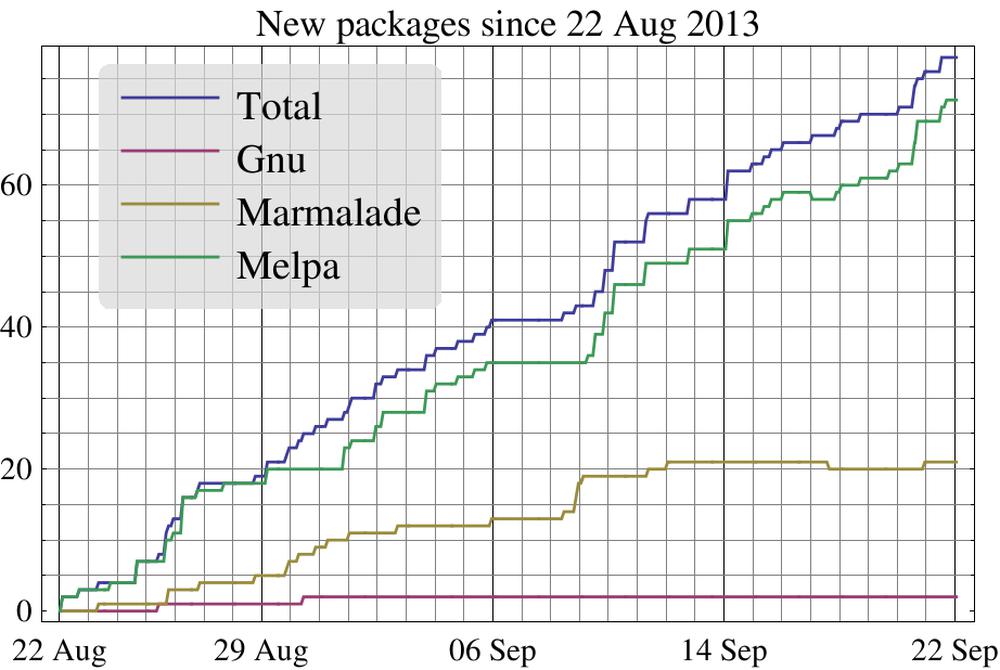 New packages since 22 Aug 2013
Total
Gnu
Marmalade
Melpa
60
40
20
0
22 Aug 29 Aug 06 Sep 14 Sep 22 Sep